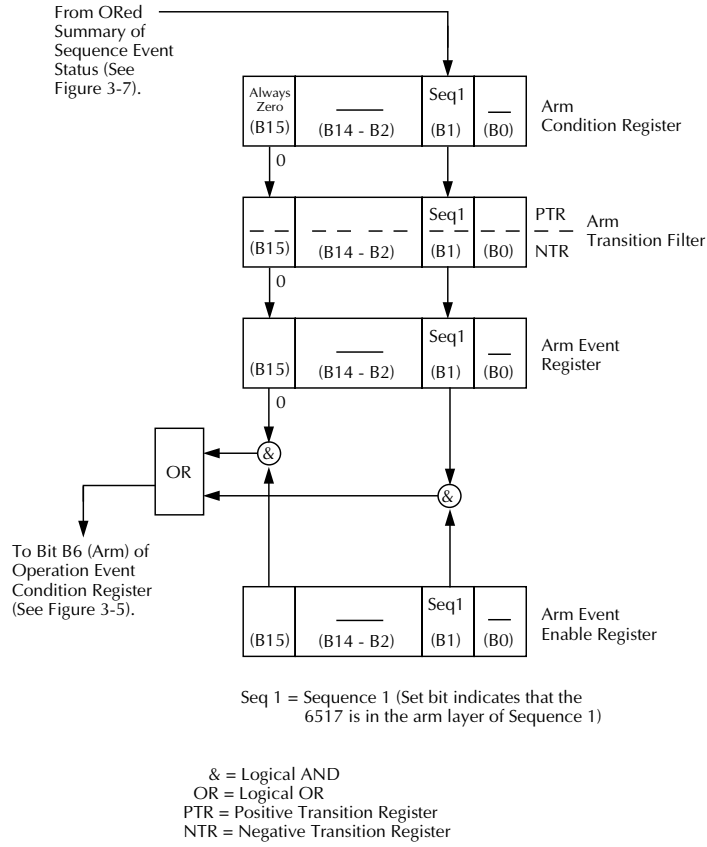 From ORed
Summary of
Sequence Event
Status (See
Figure 3-7).
Always
Zero
(B15)
(B14 - B2)
Seq1
(B1)
(B0)
Arm
Condition Register
0
(B15)
(B14 - B2)
Seq1
(B1)
(B0)
PTR
NTR
Arm
Transition Filter
0
(B15)
(B14 - B2)
Seq1
(B1)
(B0)
Arm Event
Register
0
OR
&
&
To Bit B6 (Arm) of
Operation Event
Condition Register
(See Figure 3-5).
(B15)
(B14 - B2)
Seq1
(B1)
(B0)
Arm Event
Enable Register
Seq 1 = Sequence 1 (Set bit indicates that the
6517 is in the arm layer of Sequence 1)
& = Logical AND
OR = Logical OR
PTR = Positive Transition Register
NTR = Negative Transition Register